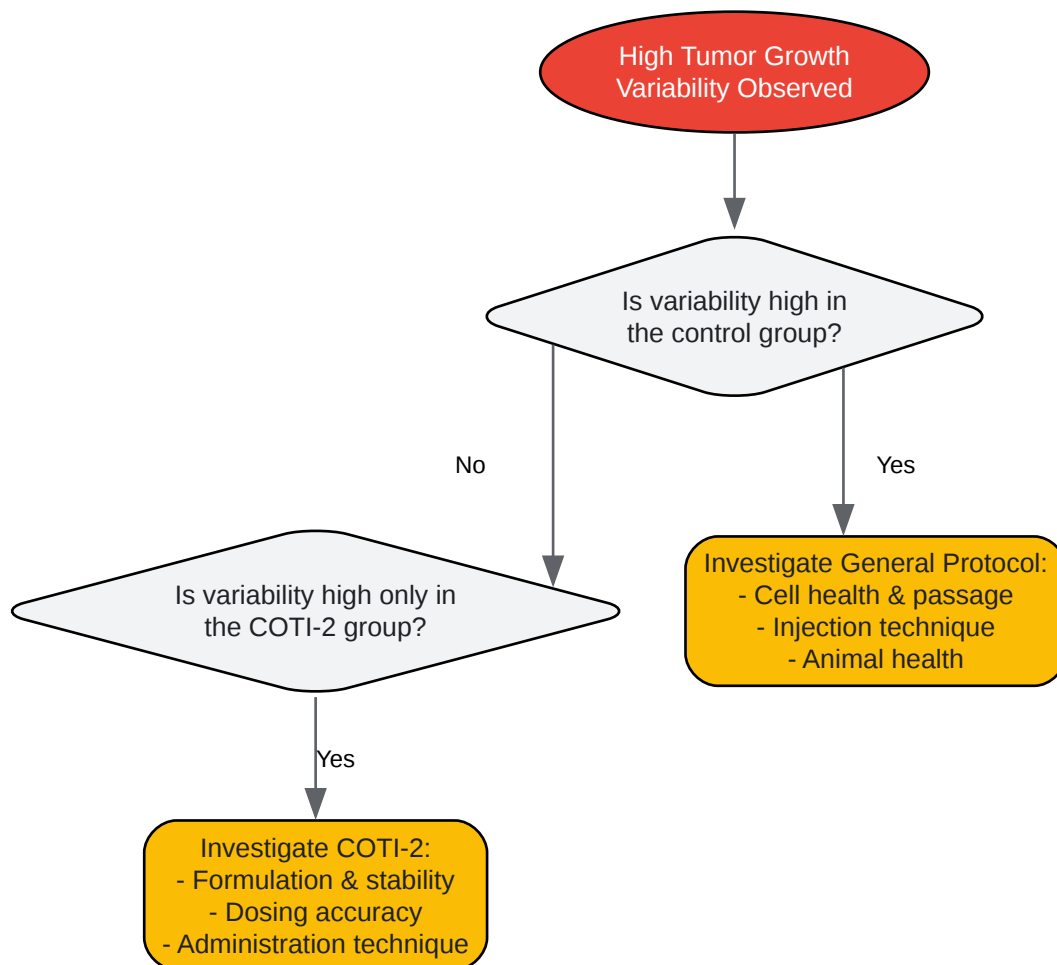 High Tumor Growth
Variability Observed
Is variability high in
the control group?
No
Yes
Is variability high only in
the COTI-2 group?
Investigate General Protocol:
- Cell health & passage
- Injection technique
- Animal health
Yes
Investigate COTI-2:
- Formulation & stability
- Dosing accuracy
- Administration technique